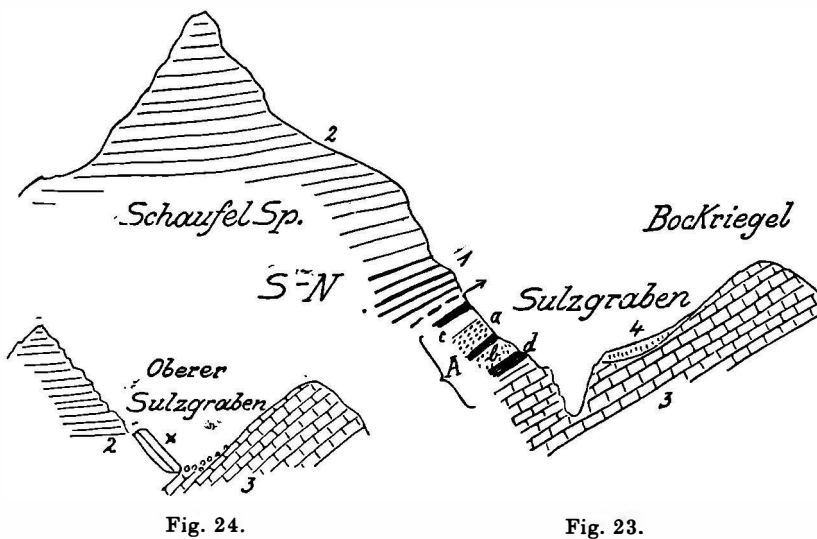 2
Schaufel Sp.
Bockriegel
S-N
1
Sulzgraben
a
c
4
d
b
A
3
Oberer
Sulzgraben
x
2
3
Fig. 24.
Fig. 23.